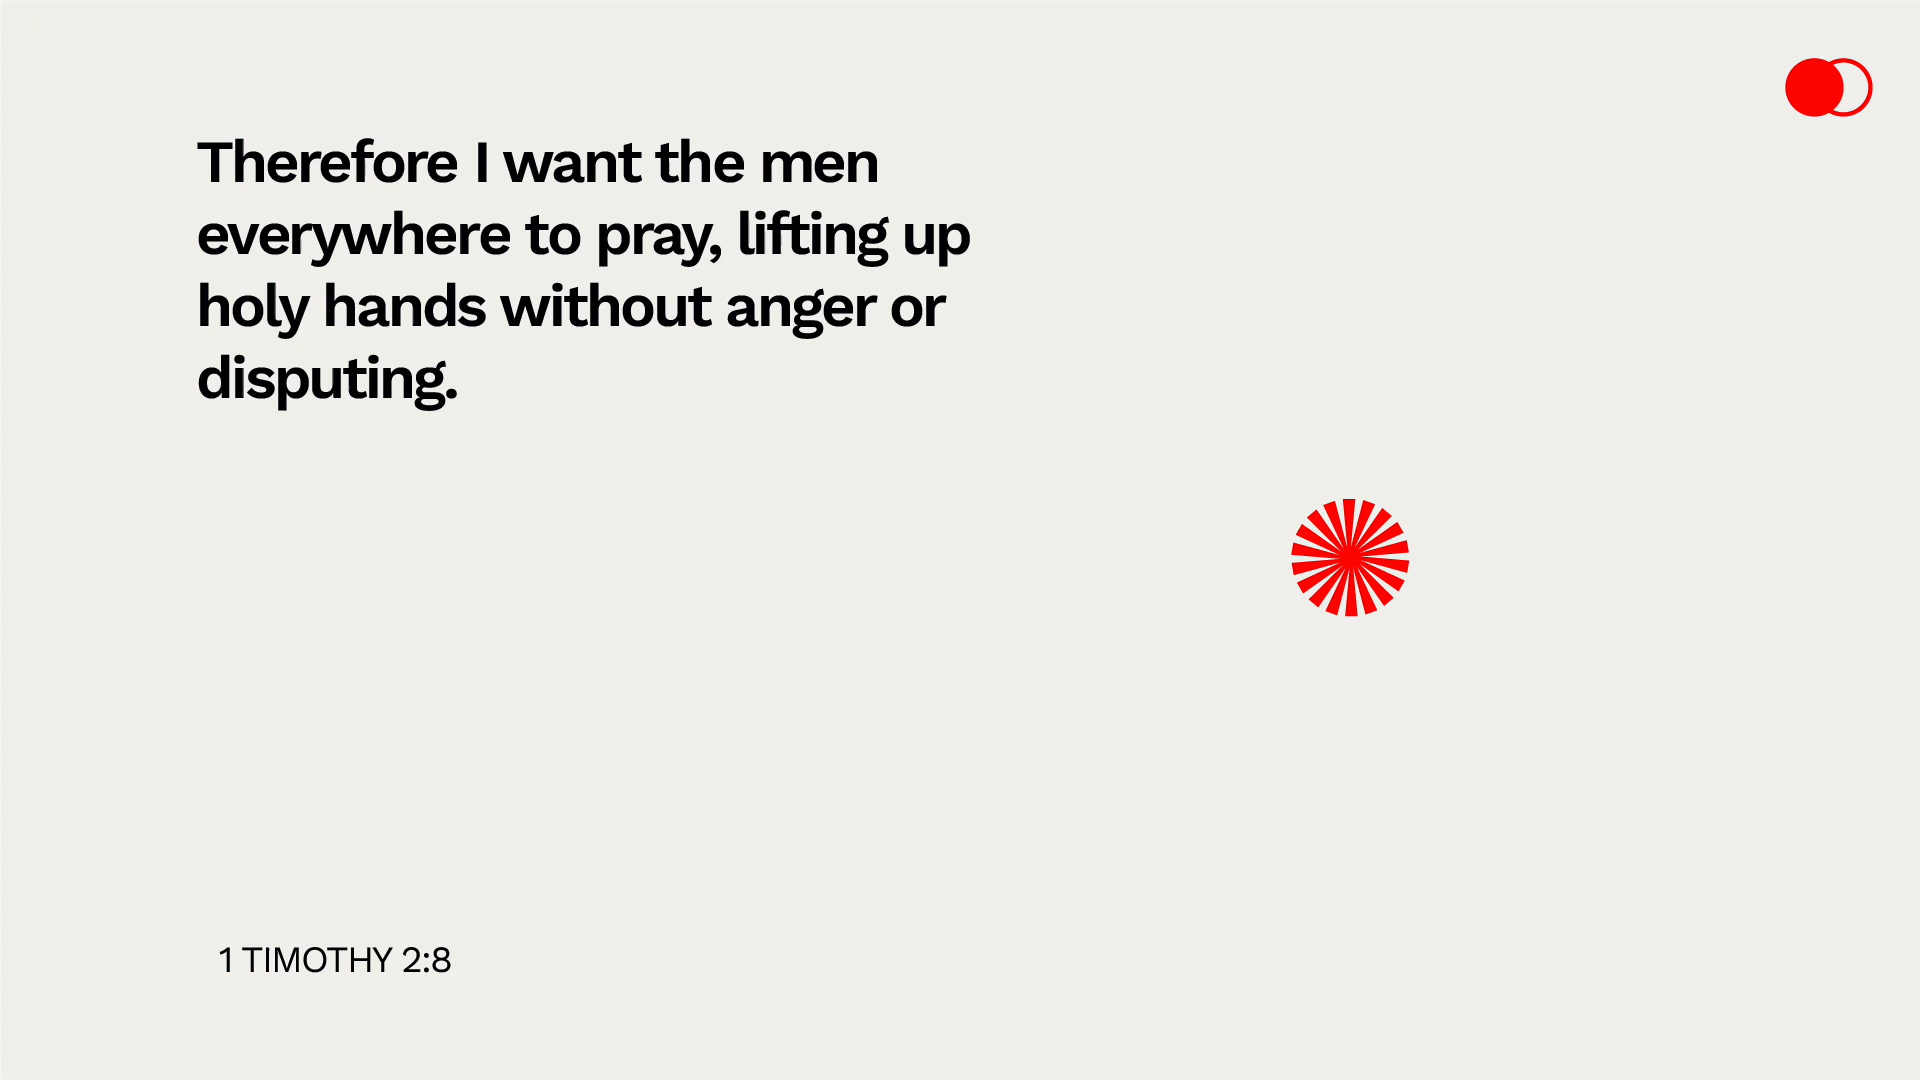 Therefore I want the men
everywhere to pray, lifting up
holy hands without anger or
disputing.
1 TIMOTHY 2:8